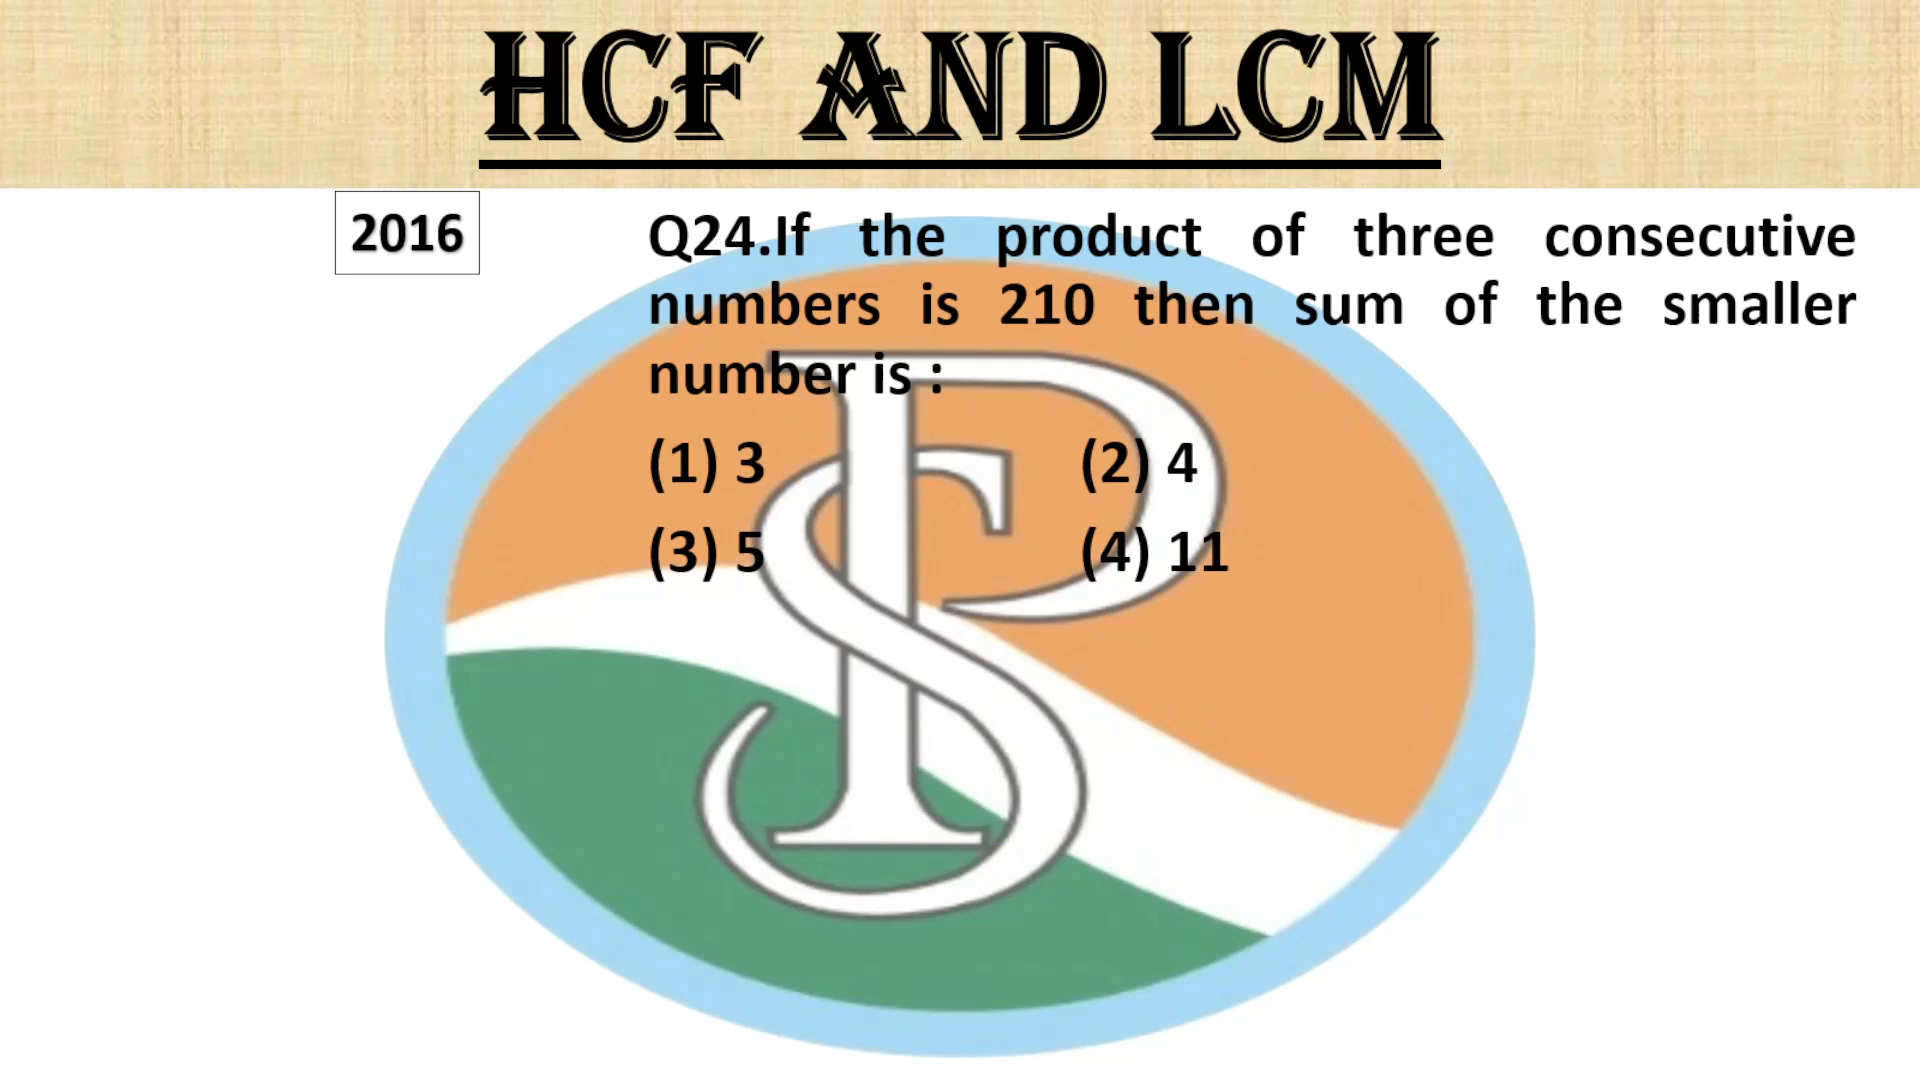 HCF AND LCM
2016
Q24.If the product of three consecutive
numbers is 210 then sum of the smaller
number is :
(1) 3 (2) 4
(3) 5 (4) 11